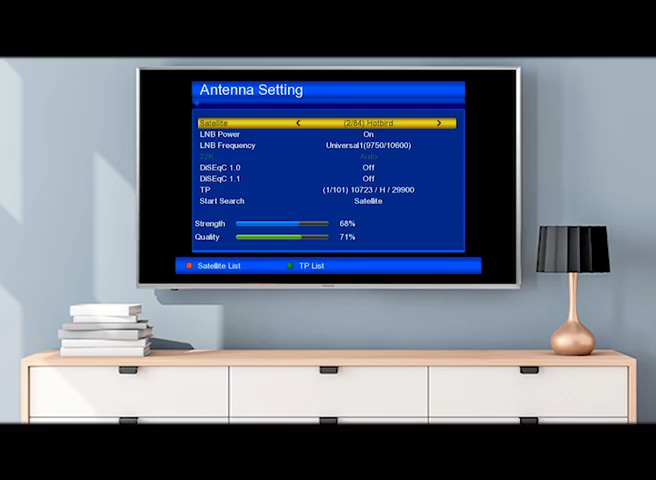 Antenna Setting
Satellite (2/84) Hotbird
LNB Power On
LNB Frequency Universal1(9750/10600)
22K Auto
DiSEqC 1.0 Off
DiSEqC 1.1 Off
TP (1/101) 10723 / H / 29900
Start Search Satellite
Strength 68%
Quality 71%
Satellite List TP List